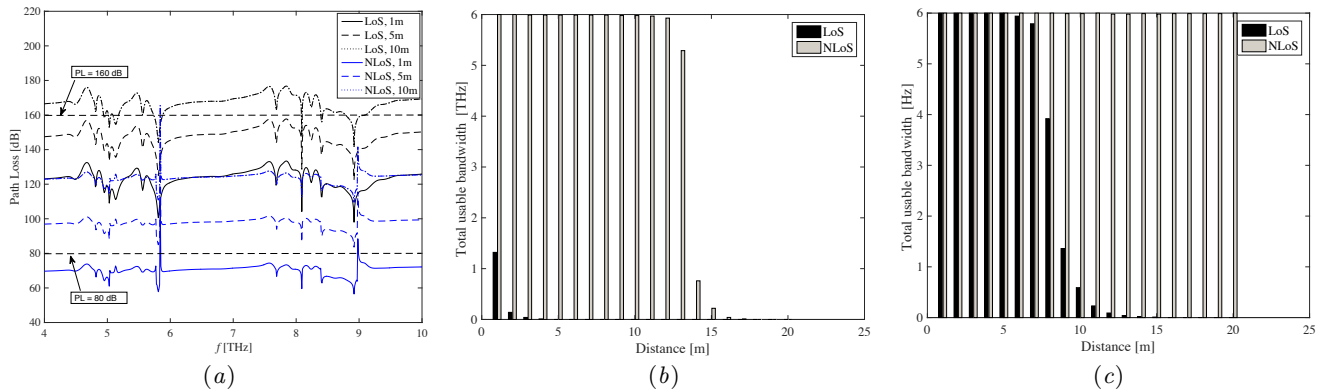 220
200
180
160
140
120
100
80
60
40
Path Loss [dB]
PL = 160 dB
PL = 80 dB
LoS, 1m
LoS, 5m
LoS, 10m
NLoS, 1m
NLoS, 5m
NLoS, 10m
4
5
6
7
8
9
10
f [THz]
(a)
6
5
4
3
2
1
0
Total usable bandwidth [THz]
LoS
NLoS
0
5
10
15
20
25
Distance [m]
(b)
6
5
4
3
2
1
0
Total usable bandwidth [Hz]
LoS
NLoS
0
5
10
15
20
25
Distance [m]
(c)